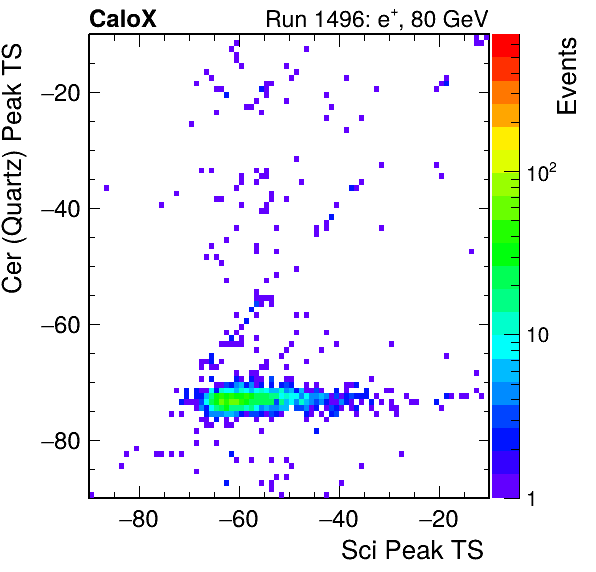 CaloX Run 1496: e⁺, 80 GeV
Cer (Quartz) Peak TS
−20
−40
−60
−80
−80 −60 −40 −20
Sci Peak TS
Events
10²
10
1